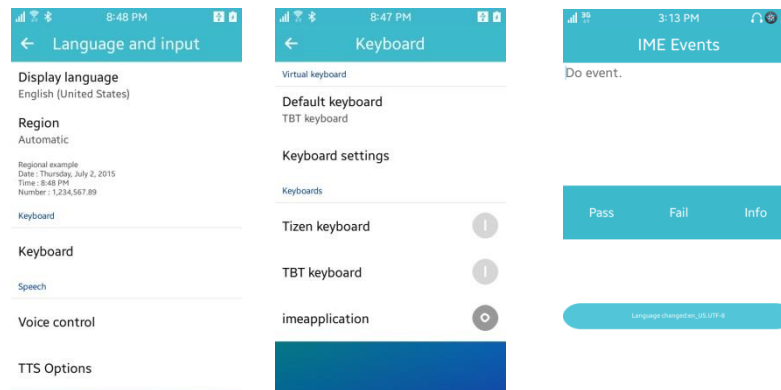 8:48 PM
Language and input
Display language
English (United States)
Region
Automatic
Regional example
Date : Thursday, July 2, 2015
Time : 8:48 PM
Number : 1,234,567.89
Keyboard
Keyboard
Speech
Voice control
TTS Options
8:47 PM
Keyboard
Virtual keyboard
Default keyboard
TBT keyboard
Keyboard settings
Keyboards
Tizen keyboard
TBT keyboard
imeapplication
3G
3:13 PM
IME Events
Do event.
Pass Fail Info
Language changed:en_US.UTF-8